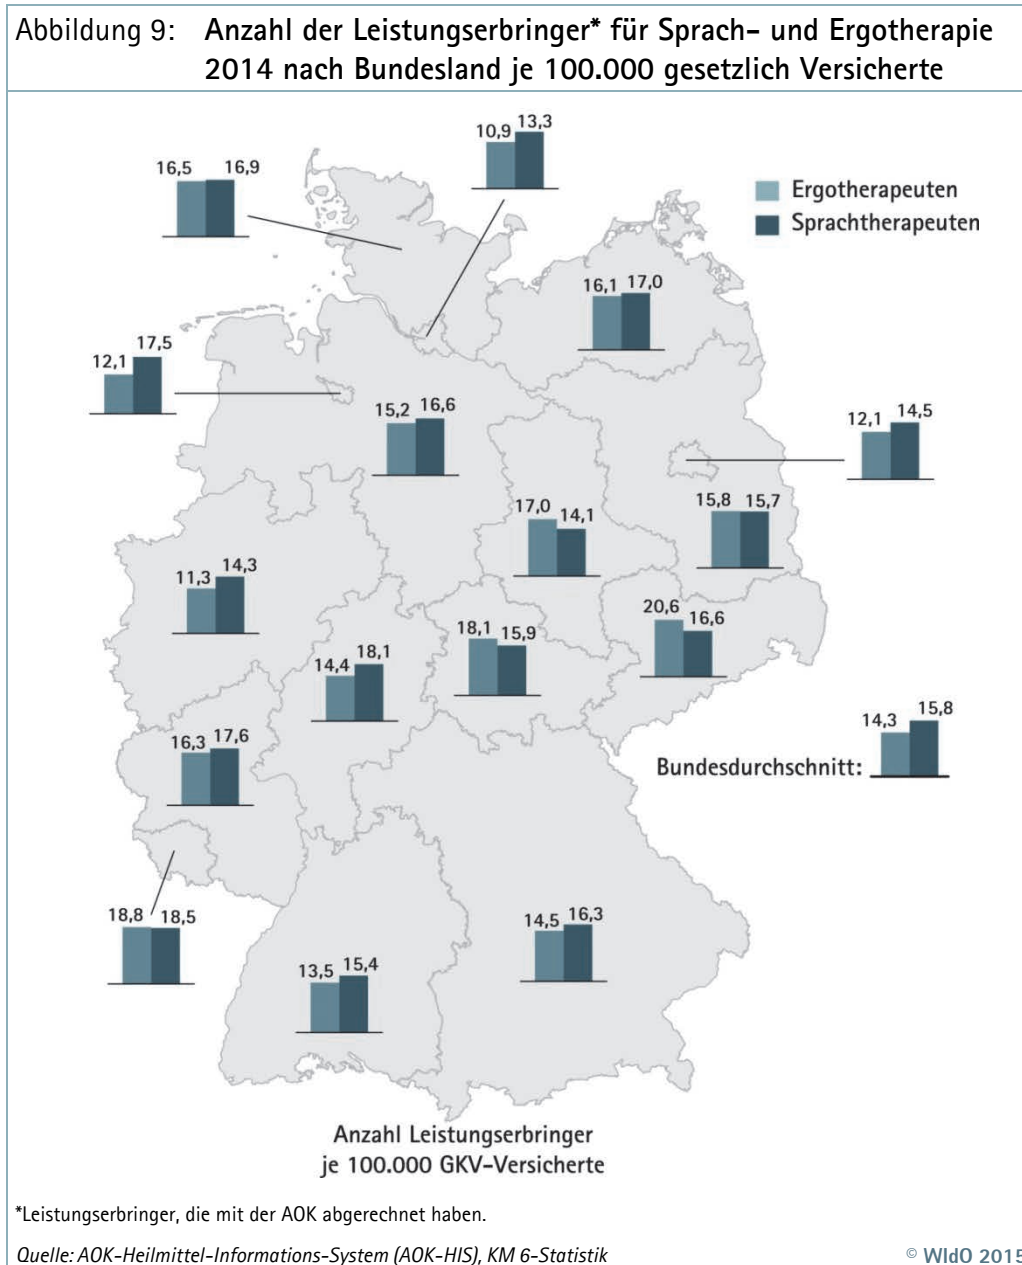 Abbildung 9: Anzahl der Leistungserbringer* für Sprach- und Ergotherapie
2014 nach Bundesland je 100.000 gesetzlich Versicherte
10,9 13,3
16,5 16,9
Ergotherapeuten
Sprachtherapeuten
16,1 17,0
12,1 17,5
15,2 16,6
12,1 14,5
15,8 15,7
17,0 14,1
11,3 14,3
20,6 16,6
18,1 15,9
14,4 18,1
14,3 15,8
16,3 17,6
Bundesdurchschnitt:
18,8 18,5
14,5 16,3
13,5 15,4
Anzahl Leistungserbringer
je 100.000 GKV-Versicherte
*Leistungserbringer, die mit der AOK abgerechnet haben.
Quelle: AOK-Heilmittel-Informations-System (AOK-HIS), KM 6-Statistik
© WIdO 2015